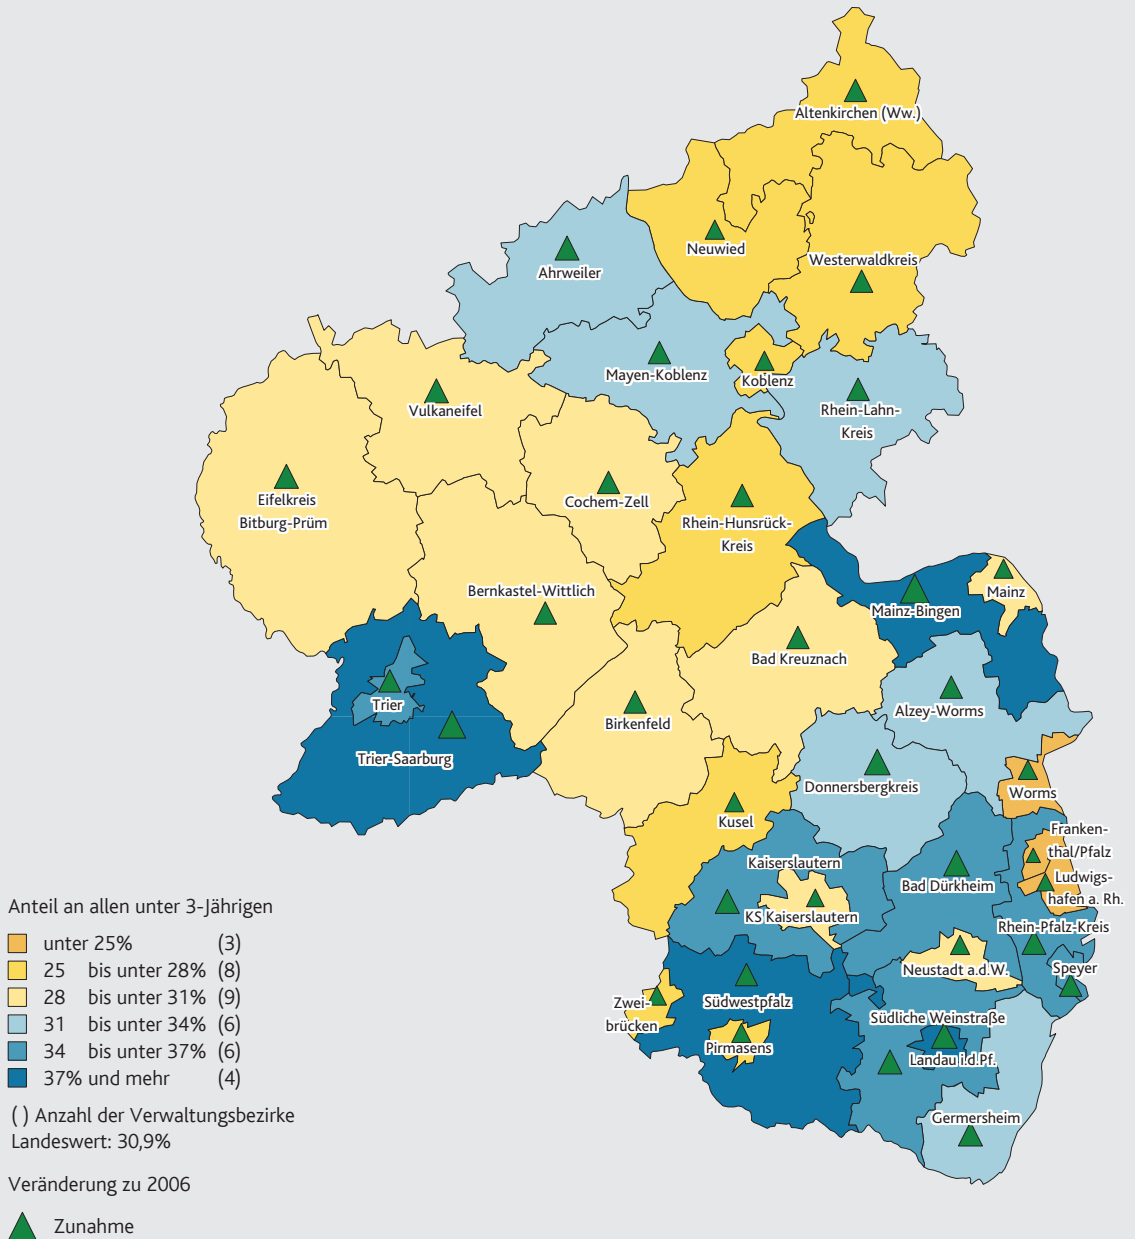 Altenkirchen (Ww.)
Neuwied
Westerwaldkreis
Ahrweiler
Mayen-Koblenz
Koblenz
Rhein-Lahn-
Kreis
Vulkaneifel
Eifelkreis
Bitburg-Prüm
Cochem-Zell
Rhein-Hunsrück-
Kreis
Bernkastel-Wittlich
Mainz-Bingen
Mainz
Bad Kreuznach
Trier
Trier-Saarburg
Birkenfeld
Alzey-Worms
Donnersbergkreis
Worms
Kusel
Franken-
thal/Pfalz
Ludwigs-
hafen a. Rh.
Kaiserslautern
KS Kaiserslautern
Bad Dürkheim
Rhein-Pfalz-Kreis
Neustadt a.d.W.
Speyer
Zwei-
brücken
Südwestpfalz
Pirmasens
Südliche Weinstraße
Landau i.d.Pf.
Germersheim
Anteil an allen unter 3-Jährigen
unter 25% (3)
25 bis unter 28% (8)
28 bis unter 31% (9)
31 bis unter 34% (6)
34 bis unter 37% (6)
37% und mehr (4)
( ) Anzahl der Verwaltungsbezirke
Landeswert: 30,9%
Veränderung zu 2006
Zunahme